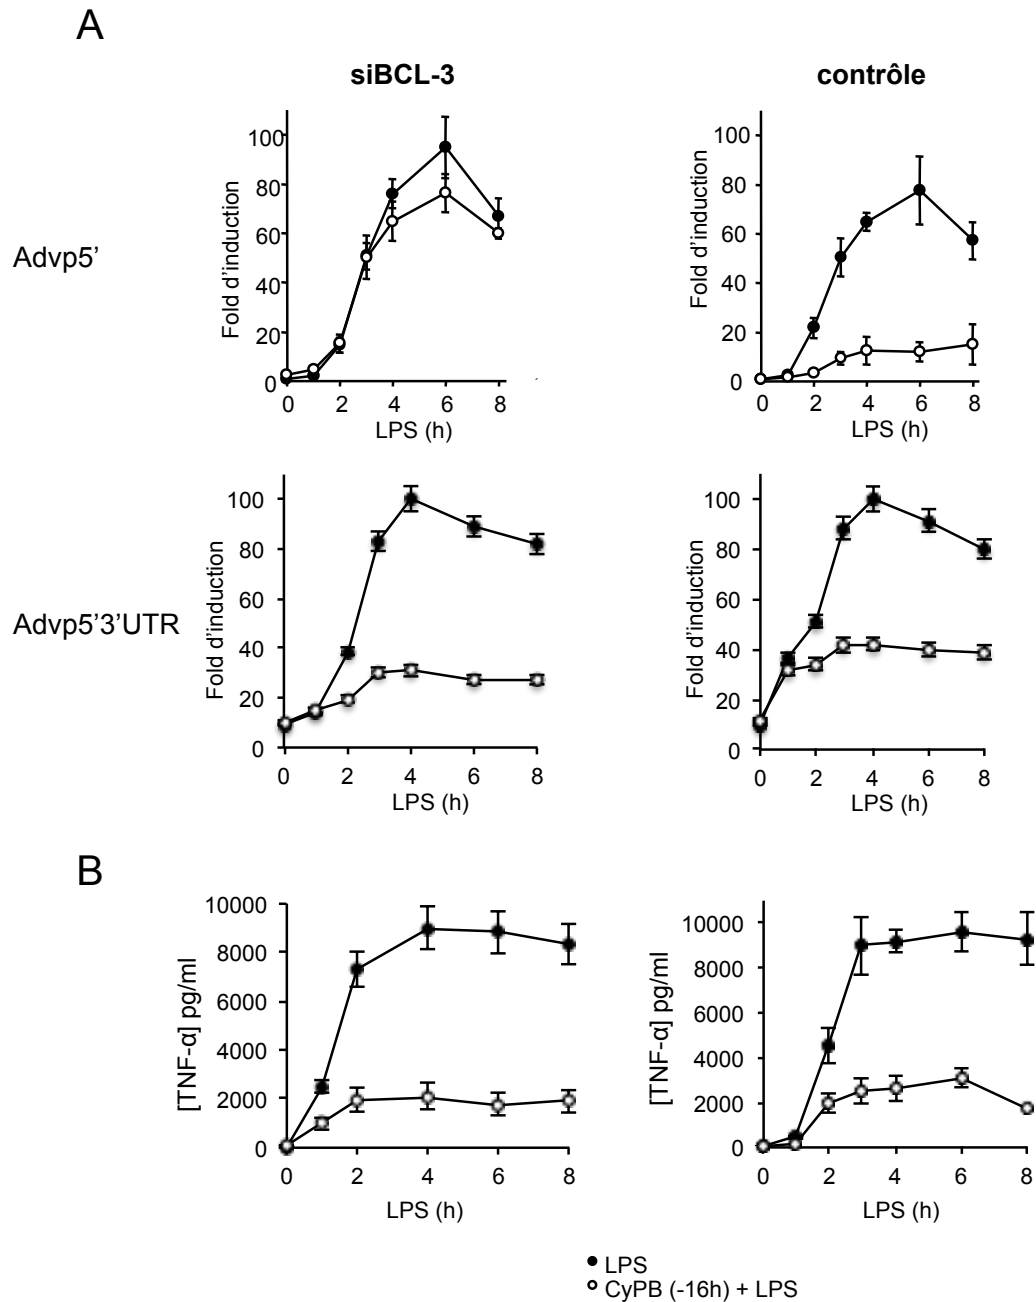 A
siBCL-3
contrôle
Advp5'
Fold d'induction
100
80
60
40
20
0
0 2 4 6 8
LPS (h)
Fold d'induction
100
80
60
40
20
0
0 2 4 6 8
LPS (h)
Advp5'3'UTR
Fold d'induction
100
80
60
40
20
0
0 2 4 6 8
LPS (h)
Fold d'induction
100
80
60
40
20
0
0 2 4 6 8
LPS (h)
B
[TNF-α] pg/ml
10000
8000
6000
4000
2000
0
0 2 4 6 8
LPS (h)
[TNF-α] pg/ml
10000
8000
6000
4000
2000
0
0 2 4 6 8
LPS (h)
LPS
CyPB (-16h) + LPS